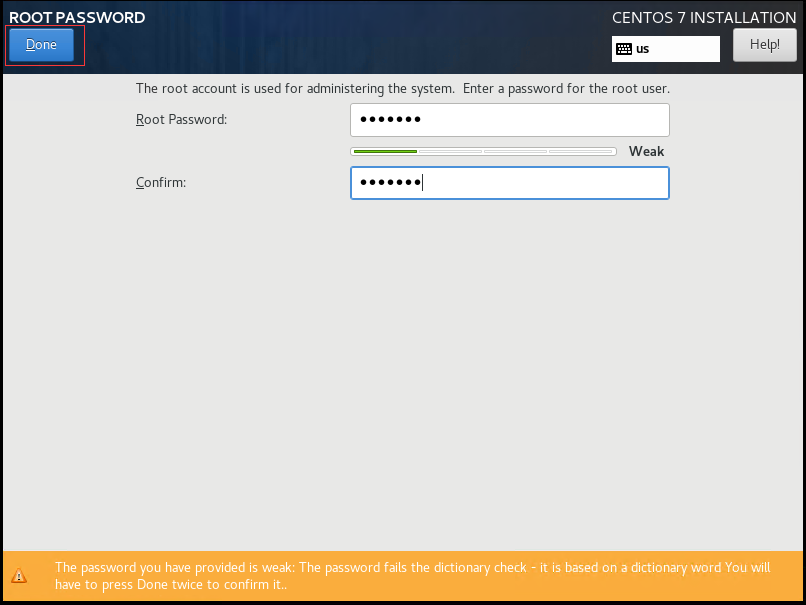 ROOT PASSWORD
CENTOS 7 INSTALLATION
Done
us
Help!
The root account is used for administering the system. Enter a password for the root user.
Root Password:
•••••••
Weak
Confirm:
•••••••
The password you have provided is weak: The password fails the dictionary check - it is based on a dictionary word You will
have to press Done twice to confirm it..